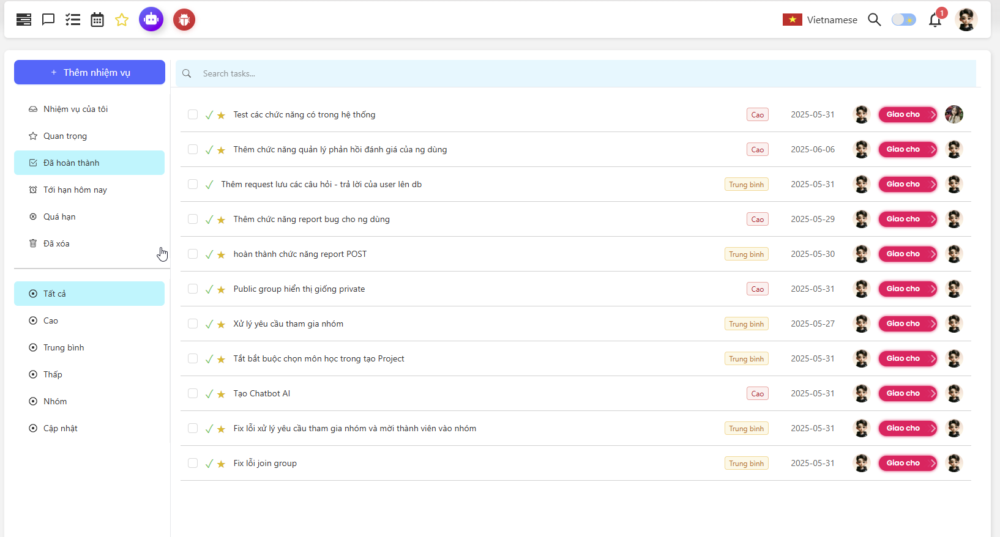 Vietnamese
1
+ Thêm nhiệm vụ
Search tasks...
Nhiệm vụ của tôi
Quan trọng
Đã hoàn thành
Tới hạn hôm nay
Quá hạn
Đã xóa
Tất cả
Cao
Trung bình
Thấp
Nhóm
Cập nhật
Test các chức năng có trong hệ thống Cao 2025-05-31 Giao cho
Thêm chức năng quản lý phản hồi đánh giá của ng dùng Cao 2025-06-06 Giao cho
Thêm request lưu các câu hỏi - trả lời của user lên db Trung bình 2025-05-31 Giao cho
Thêm chức năng report bug cho ng dùng Cao 2025-05-29 Giao cho
hoàn thành chức năng report POST Trung bình 2025-05-30 Giao cho
Public group hiển thị giống private Cao 2025-05-31 Giao cho
Xử lý yêu cầu tham gia nhóm Trung bình 2025-05-27 Giao cho
Tắt bắt buộc chọn môn học trong tạo Project Trung bình 2025-05-31 Giao cho
Tạo Chatbot AI Cao 2025-05-31 Giao cho
Fix lỗi xử lý yêu cầu tham gia nhóm và mời thành viên vào nhóm Trung bình 2025-05-31 Giao cho
Fix lỗi join group Trung bình 2025-05-31 Giao cho